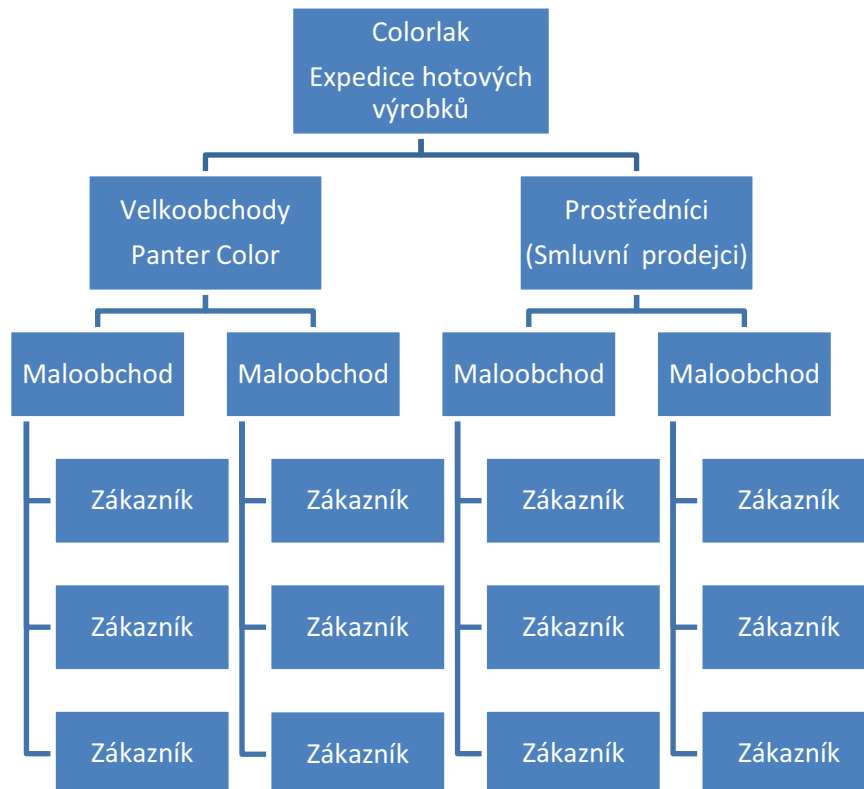 Colorlak
Expedice hotových
výrobků
Velkoobchody
Panter Color
Prostředníci
(Smluvní prodejci)
Maloobchod
Maloobchod
Maloobchod
Maloobchod
Zákazník
Zákazník
Zákazník
Zákazník
Zákazník
Zákazník
Zákazník
Zákazník
Zákazník
Zákazník
Zákazník
Zákazník